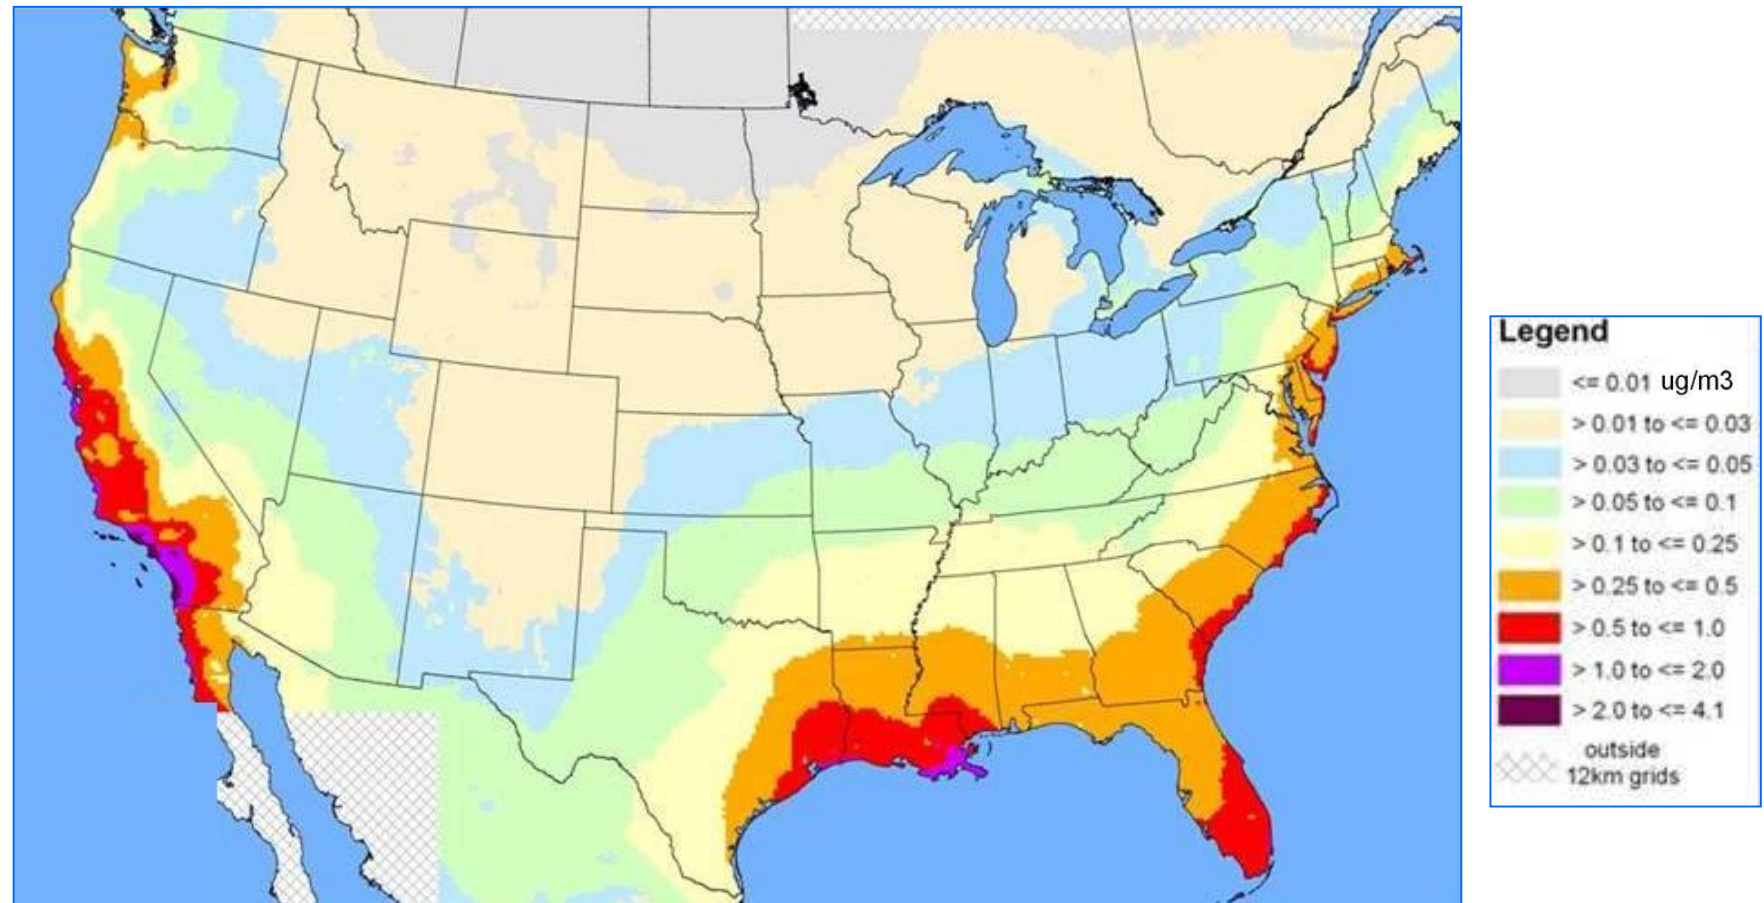 Legend
<= 0.01 ug/m3
> 0.01 to <= 0.03
> 0.03 to <= 0.05
> 0.05 to <= 0.1
> 0.1 to <= 0.25
> 0.25 to <= 0.5
> 0.5 to <= 1.0
> 1.0 to <= 2.0
> 2.0 to <= 4.1
outside
12km grids